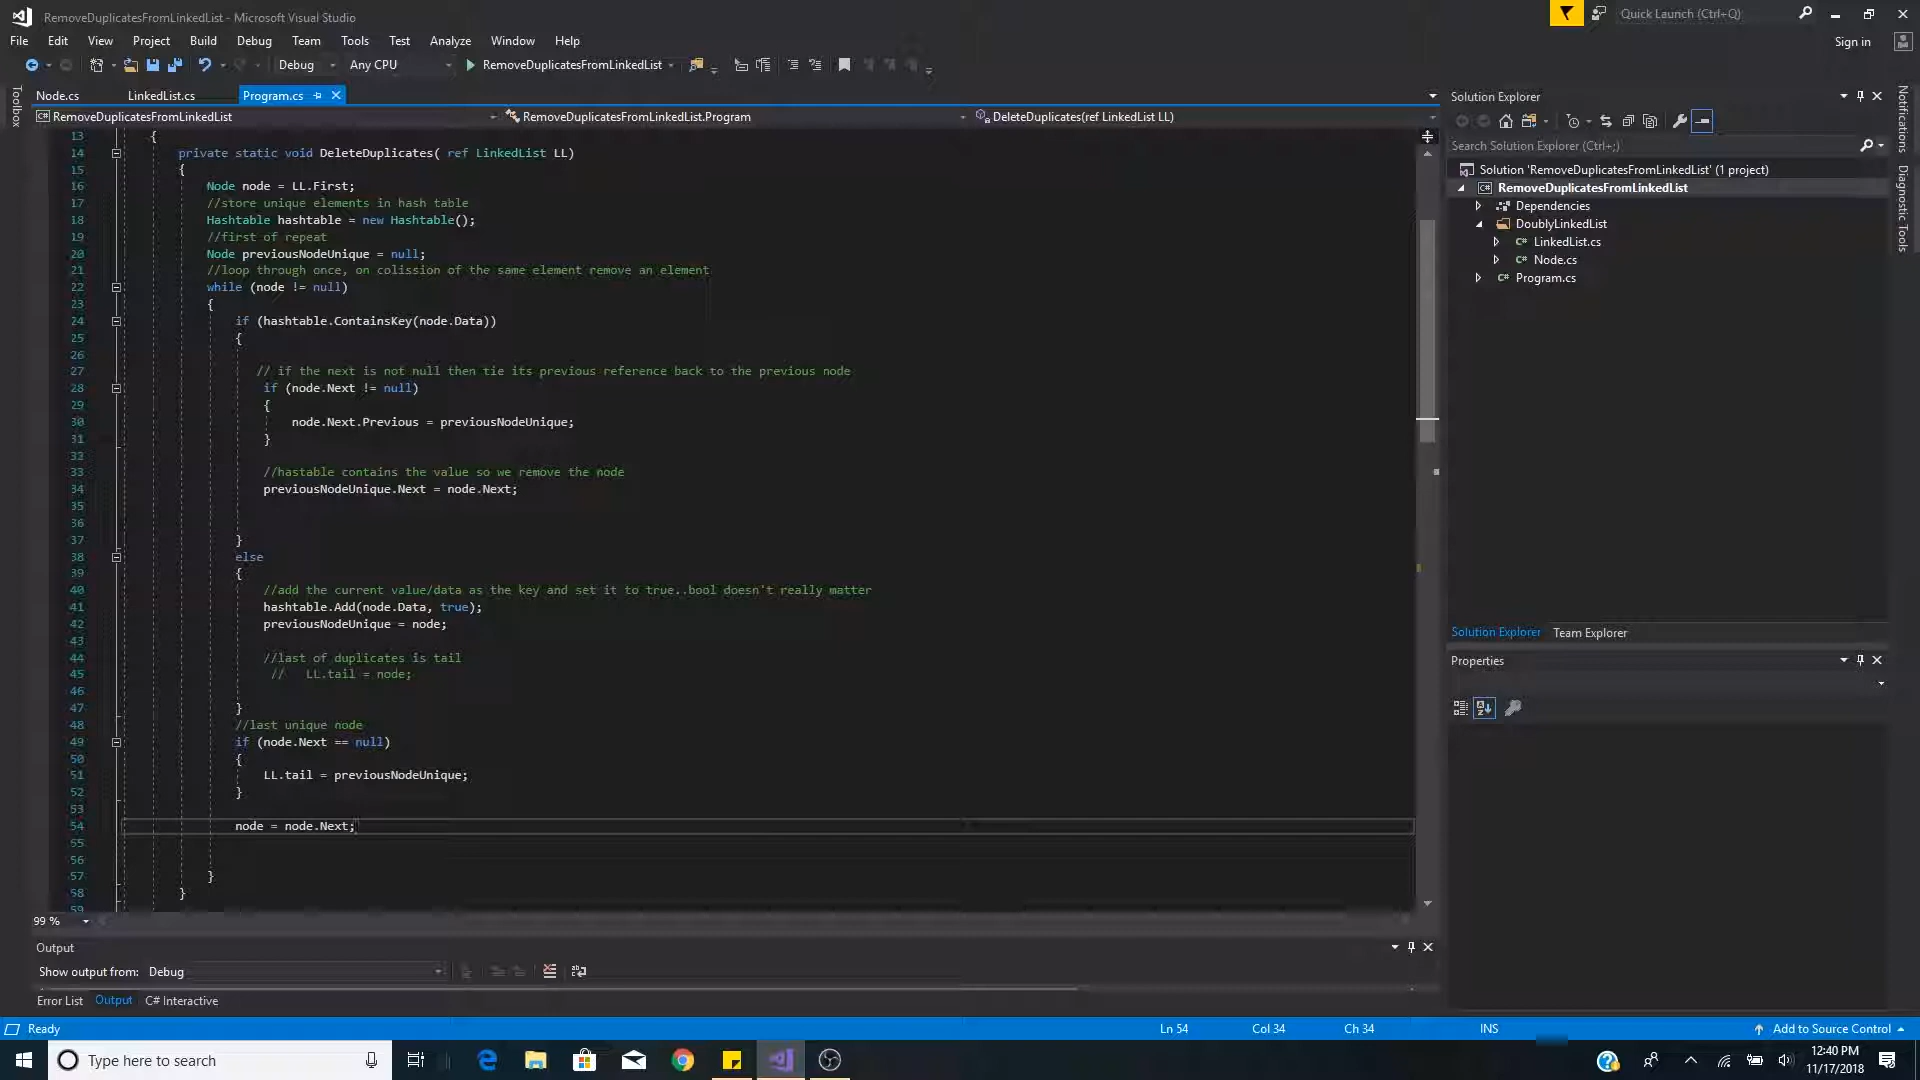 RemoveDuplicatesFromLinkedList - Microsoft Visual Studio
Quick Launch (Ctrl+Q)
File Edit View Project Build Debug Team Tools Test Analyze Window Help
Sign in
Debug Any CPU RemoveDuplicatesFromLinkedList
Toolbox
Node.cs LinkedList.cs Program.cs
RemoveDuplicatesFromLinkedList RemoveDuplicatesFromLinkedList.Program DeleteDuplicates(ref LinkedList LL)
13 {
14 private static void DeleteDuplicates( ref LinkedList LL)
15 {
16 Node node = LL.First;
17 //store unique elements in hash table
18 Hashtable hashtable = new Hashtable();
19 //first of repeat
20 Node previousNodeUnique = null;
21 //loop through once, on colission of the same element remove an element
22 while (node != null)
23 {
24 if (hashtable.ContainsKey(node.Data))
25 {
26
27 // if the next is not null then tie its previous reference back to the previous node
28 if (node.Next != null)
29 {
30 node.Next.Previous = previousNodeUnique;
31 }
32
33 //hastable contains the value so we remove the node
34 previousNodeUnique.Next = node.Next;
35
36
37 }
38 else
39 {
40 //add the current value/data as the key and set it to true..bool doesn't really matter
41 hashtable.Add(node.Data, true);
42 previousNodeUnique = node;
43
44 //last of duplicates is tail
45 // LL.tail = node;
46
47 }
48 //last unique node
49 if (node.Next == null)
50 {
51 LL.tail = previousNodeUnique;
52 }
53
54 node = node.Next;
55
56
57 }
58 }
59
99 %
Output
Show output from: Debug
Error List Output C# Interactive
Solution Explorer
Search Solution Explorer (Ctrl+;)
Solution 'RemoveDuplicatesFromLinkedList' (1 project)
RemoveDuplicatesFromLinkedList
Dependencies
DoublyLinkedList
C# LinkedList.cs
C# Node.cs
C# Program.cs
Solution Explorer Team Explorer
Properties
Notifications
Diagnostic Tools
Ready Ln 54 Col 34 Ch 34 INS Add to Source Control
Type here to search
12:40 PM
11/17/2018